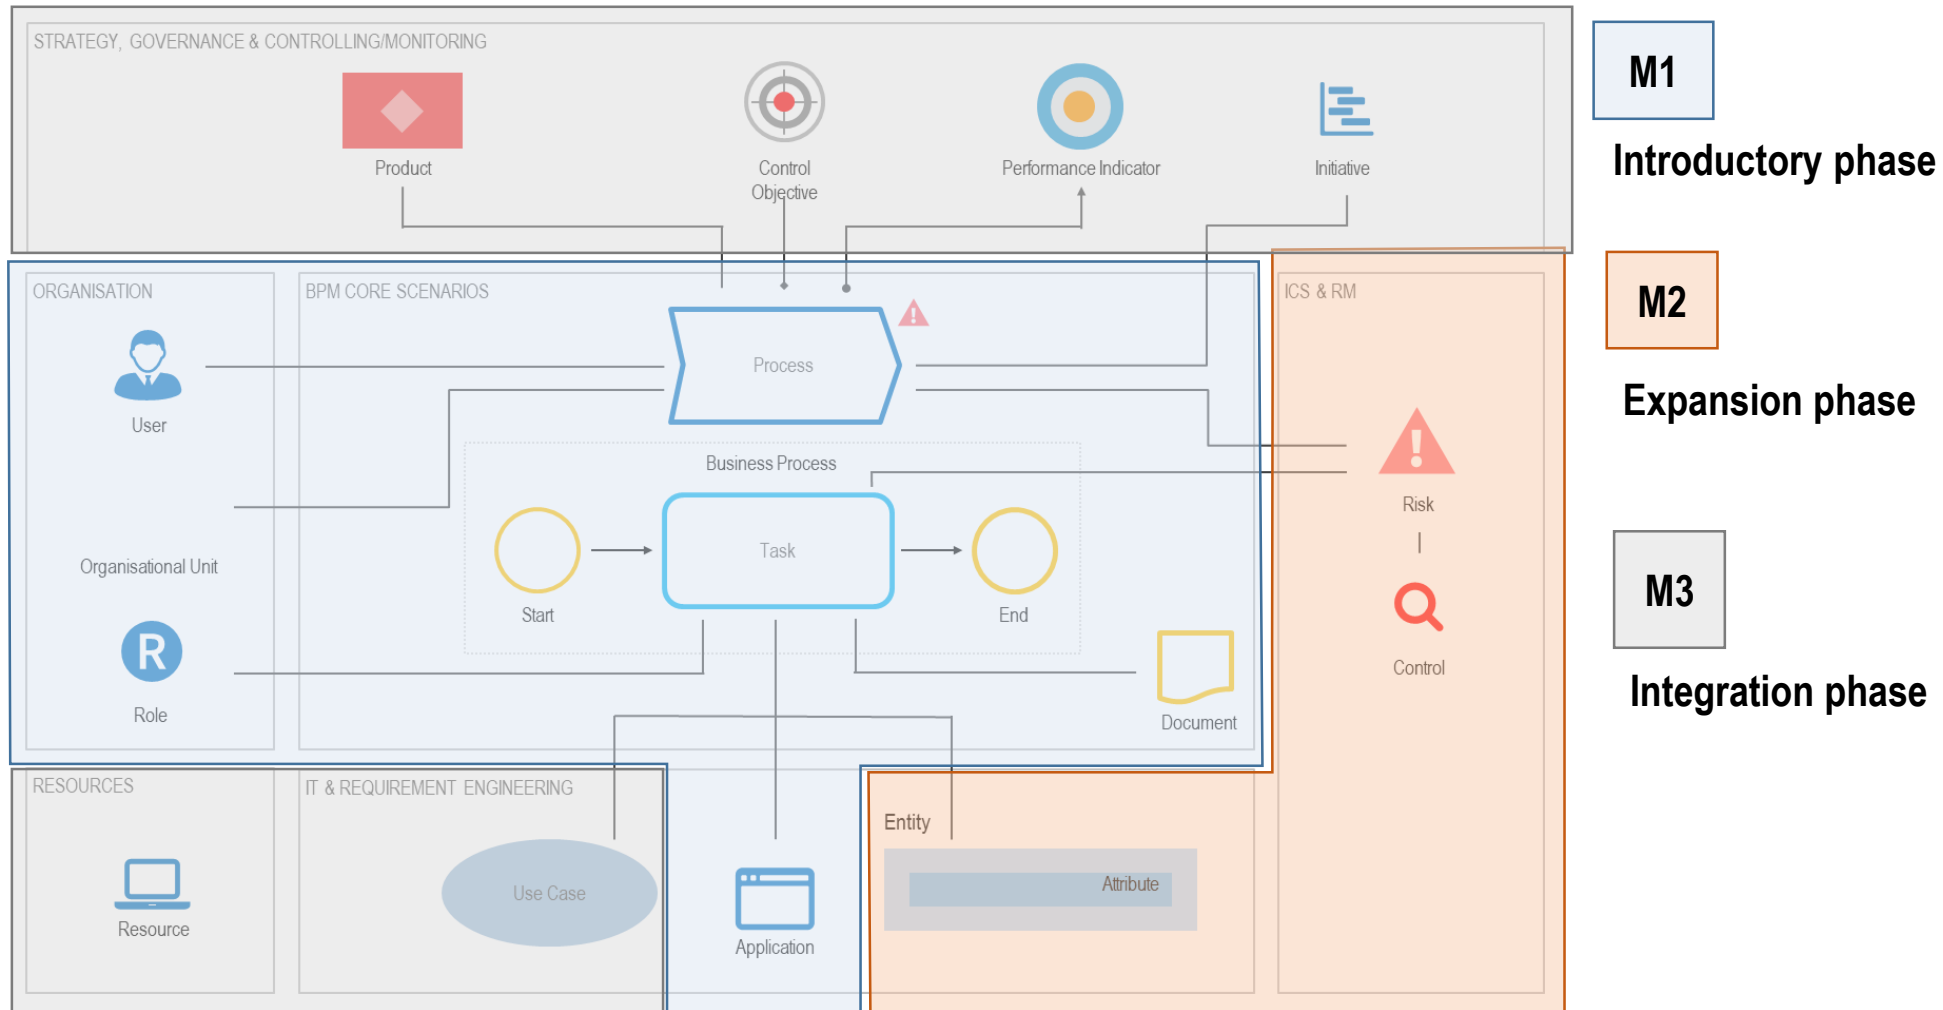 STRATEGY, GOVERNANCE & CONTROLLING/MONITORING
Product
Control
Objective
Performance Indicator
Initiative
M1
Introductory phase
ORGANISATION
BPM CORE SCENARIOS
ICS & RM
M2
Expansion phase
User
Process
Business Process
Risk
Organisational Unit
Start
Task
End
M3
Integration phase
Role
Document
Control
RESOURCES
IT & REQUIREMENT ENGINEERING
Entity
Resource
Use Case
Application
Attribute
R